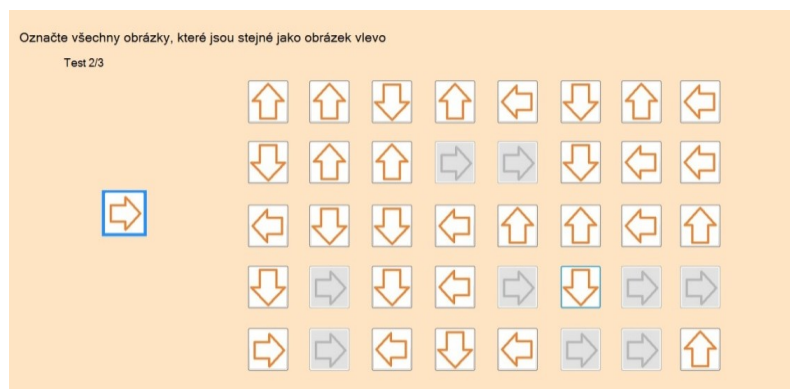 Označte všechny obrázky, které jsou stejné jako obrázek vlevo
Test 2/3